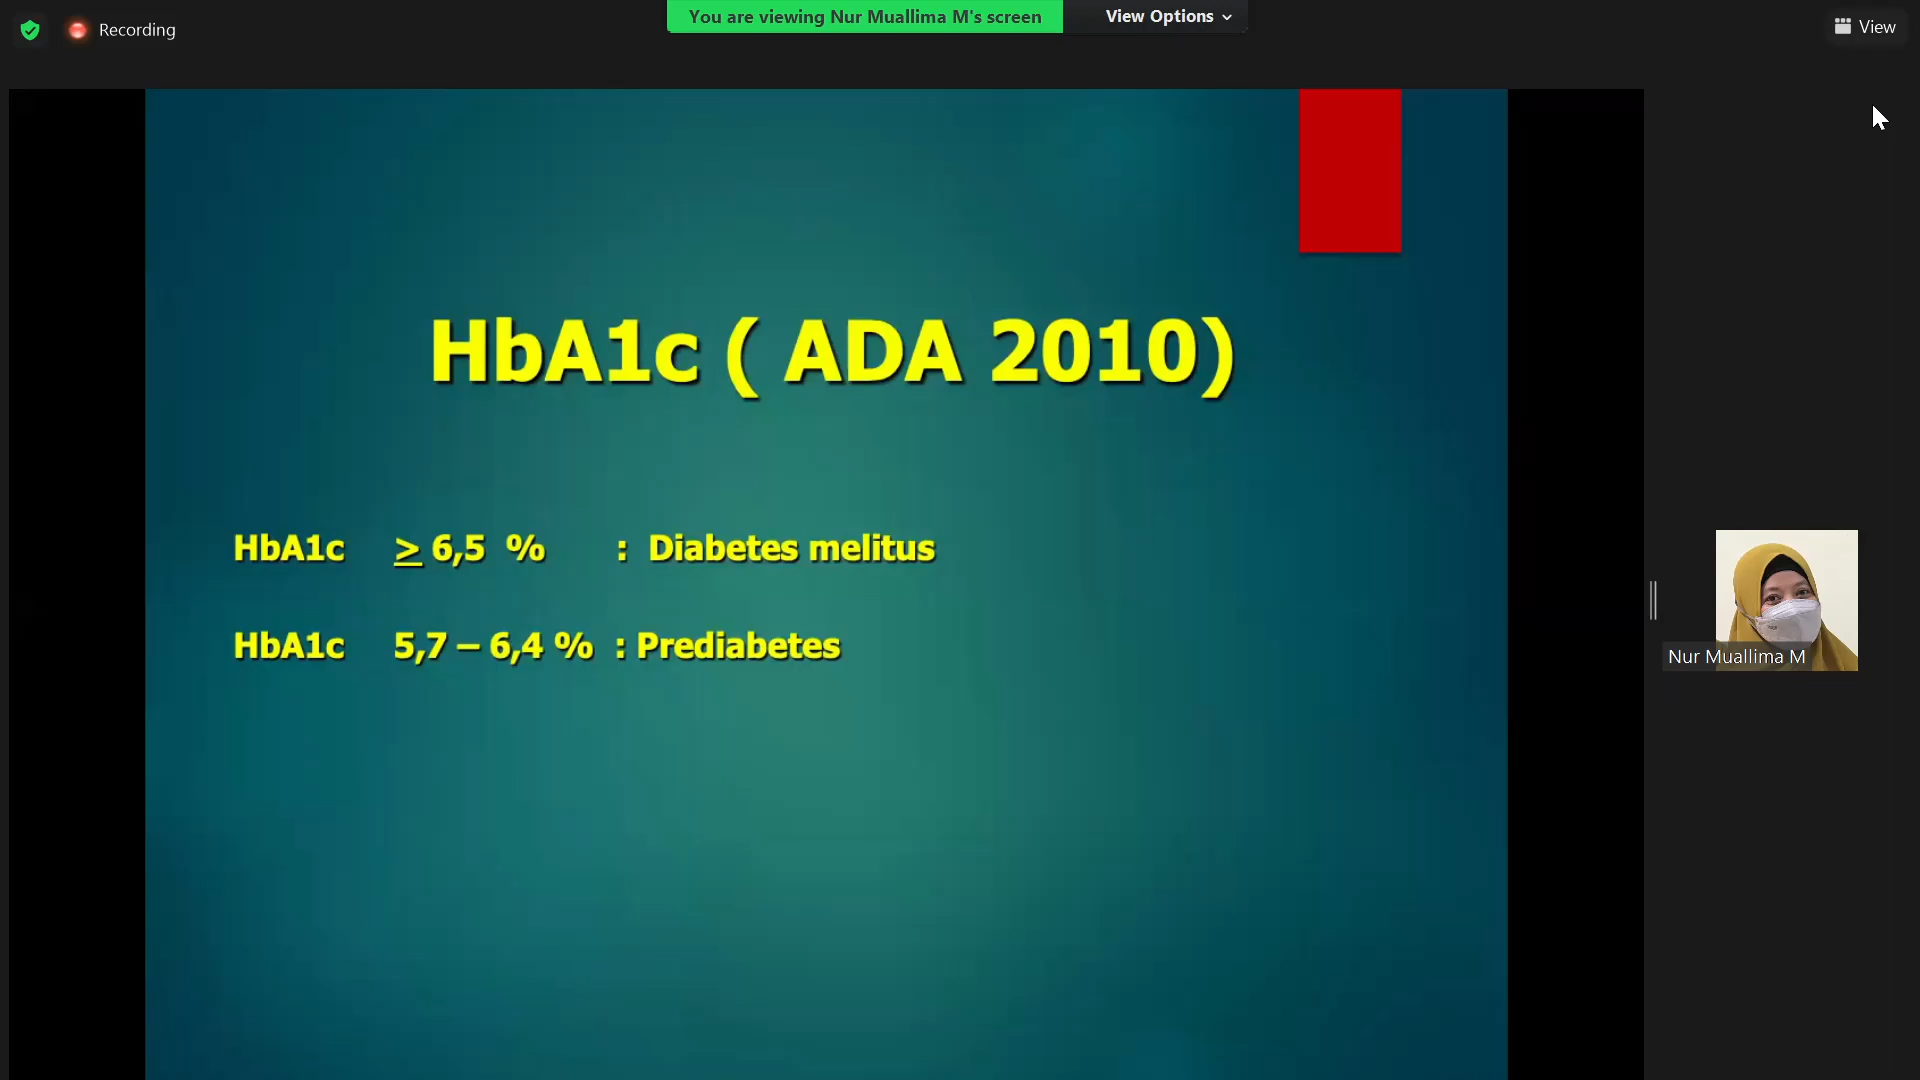 Recording
You are viewing Nur Muallima M's screen
View Options
View
HbA1c ( ADA 2010)
HbA1c ≥ 6,5 % : Diabetes melitus
HbA1c 5,7 – 6,4 % : Prediabetes
Nur Muallima M